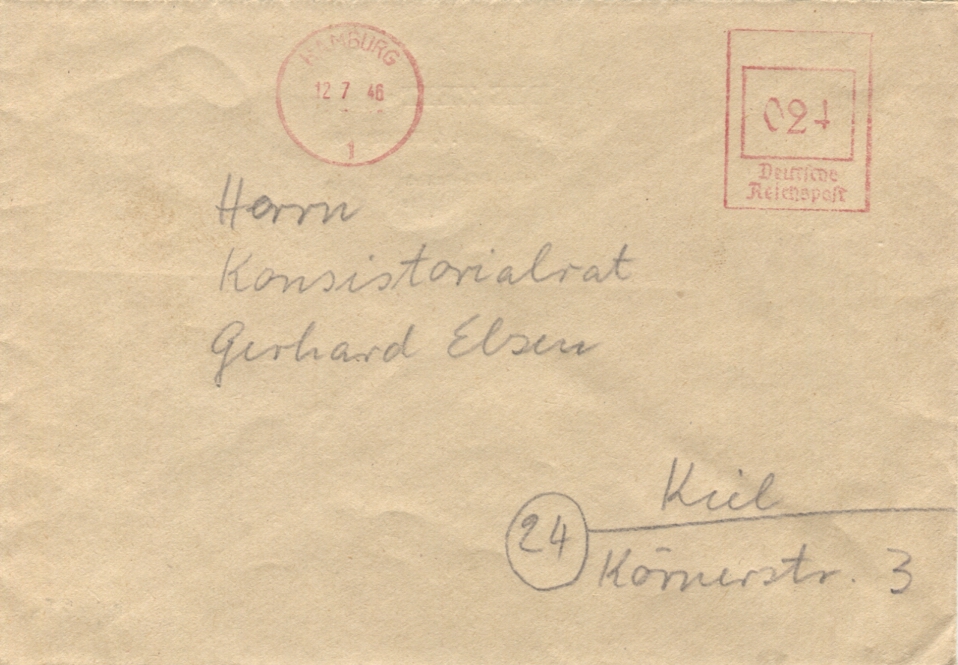 HAMBURG
12 7 46
1
024
Deutsche
Reichspost
Herrn
Konsistorialrat
Gerhard Elsen
Kiel
24
Körnerstr. 3